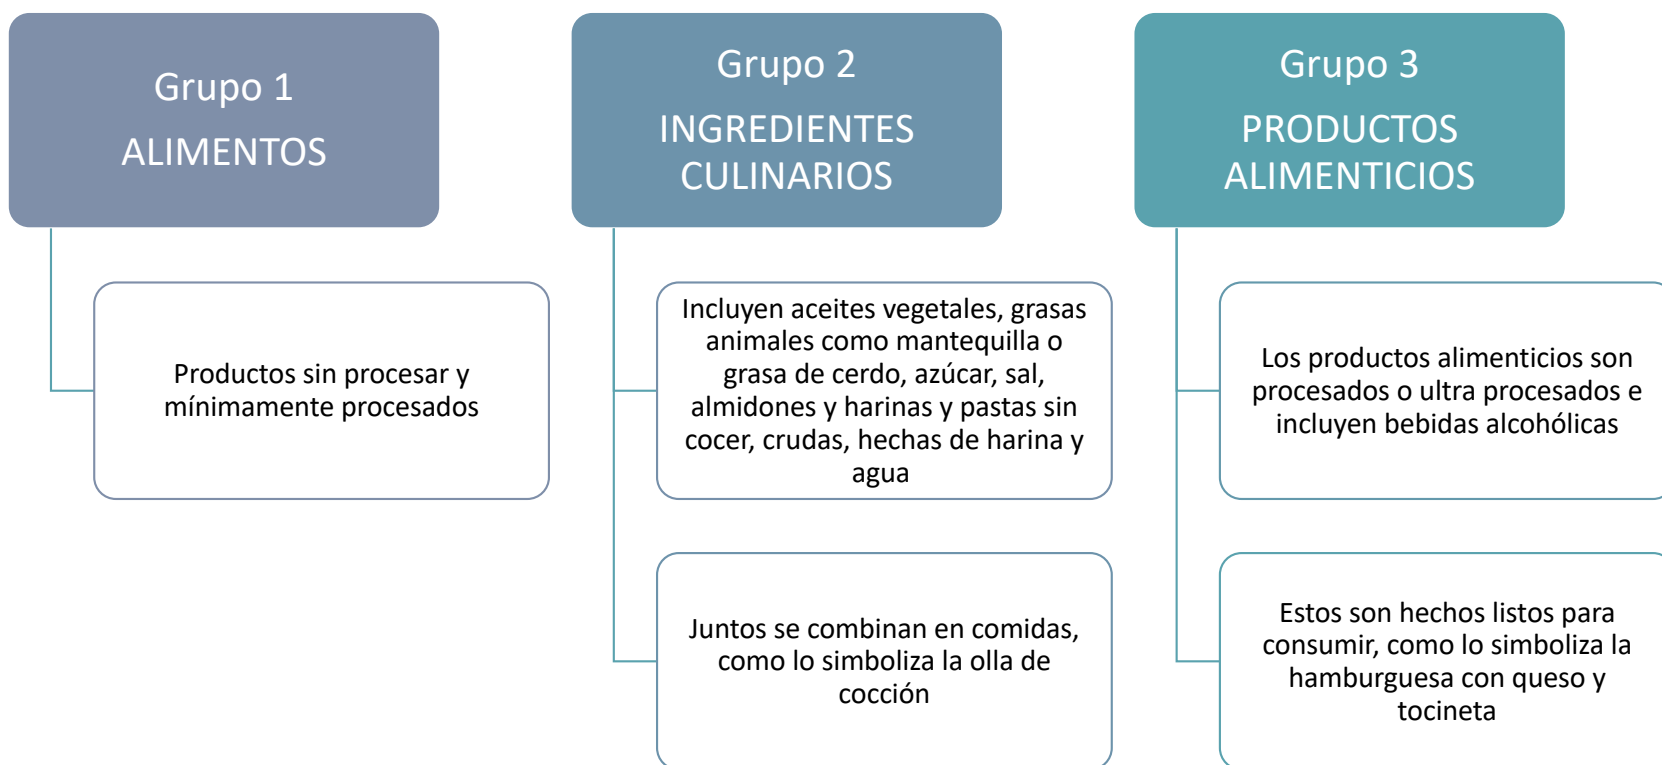 Grupo 1
ALIMENTOS
Productos sin procesar y
mínimamente procesados
Grupo 2
INGREDIENTES
CULINARIOS
Incluyen aceites vegetales, grasas
animales como mantequilla o
grasa de cerdo, azúcar, sal,
almidones y harinas y pastas sin
cocer, crudas, hechas de harina y
agua
Juntos se combinan en comidas,
como lo simboliza la olla de
cocción
Grupo 3
PRODUCTOS
ALIMENTICIOS
Los productos alimenticios son
procesados o ultra procesados e
incluyen bebidas alcohólicas
Estos son hechos listos para
consumir, como lo simboliza la
hamburguesa con queso y
tocineta